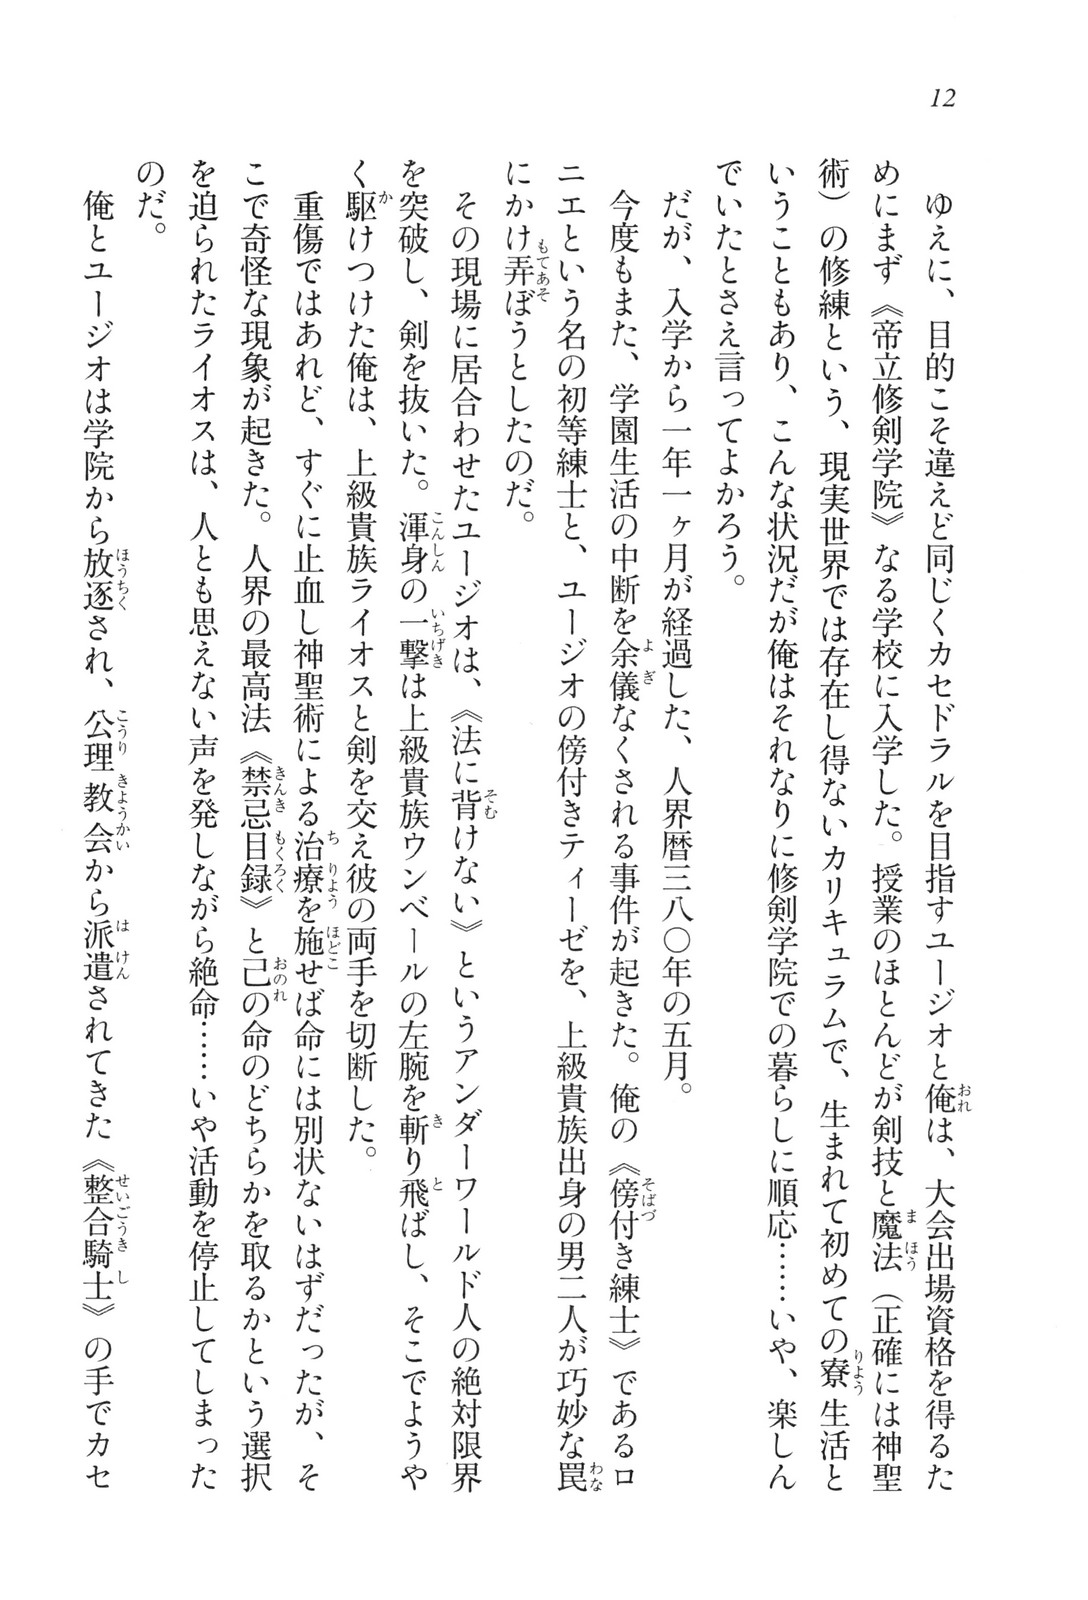 12
ゆえに、目的こそ違えど同じくカセドラルを目指すユージオと俺は、大会出場資格を得るた
めにまず《帝立修剣学院》なる学校に入学した。授業のほとんどが剣技と魔法（正確には神聖
術）の修練という、現実世界では存在し得ないカリキュラムで、生まれて初めての寮生活と
いうこともあり、こんな状況だが俺はそれなりに修剣学院での暮らしに順応……いや、楽しん
でいたとさえ言ってよかろう。
だが、入学から一年一ヶ月が経過した、人界暦三八〇年の五月。
今度もまた、学園生活の中断を余儀なくされる事件が起きた。俺の《傍付き練士》であるロ
ニエという名の初等練士と、ユージオの傍付きティーゼを、上級貴族出身の男二人が巧妙な罠
にかけ弄ぼうとしたのだ。
その現場に居合わせたユージオは、《法に背けない》というアンダーワールド人の絶対限界
を突破し、剣を抜いた。渾身の一撃は上級貴族ウンベールの左腕を斬り飛ばし、そこでようや
く駆けつけた俺は、上級貴族ライオスと剣を交え彼の両手を切断した。
重傷ではあれど、すぐに止血し神聖術による治療を施せば命には別状ないはずだったが、そ
こで奇怪な現象が起きた。人界の最高法《禁忌目録》と己の命のどちらかを取るかという選択
を迫られたライオスは、人とも思えない声を発しながら絶命……いや活動を停止してしまった
のだ。
俺とユージオは学院から放逐され、公理教会から派遣されてきた《整合騎士》の手でカセ